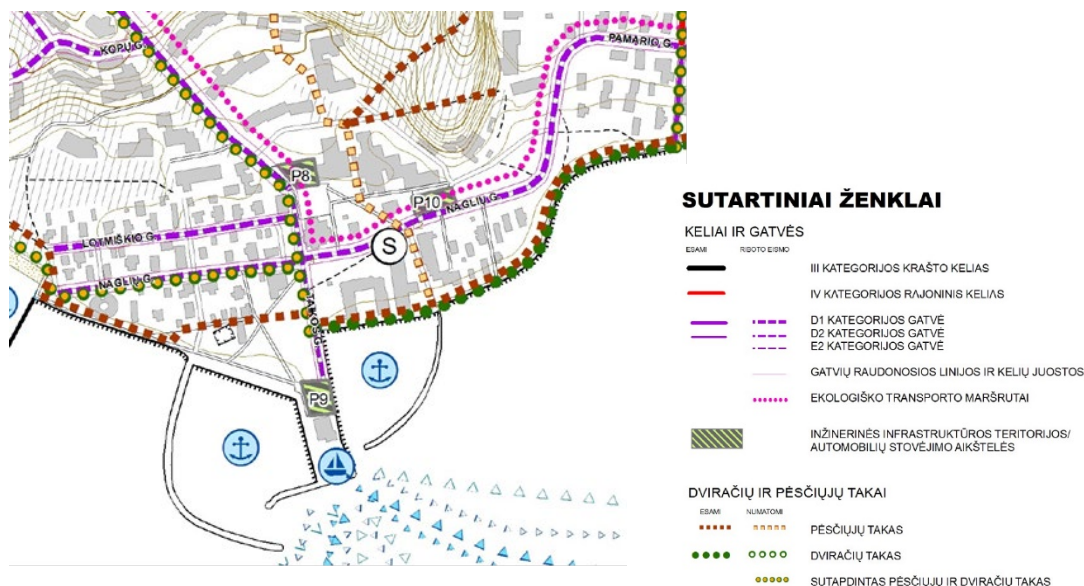 KOPŲ G.
PAMARIO G.
P8
P10
NAGLIŲ G.
S
LOTMIŠKIO G.
NAGLIŲ G.
TAKOS G.
P9
SUTARTINIAI ŽENKLAI
KELIAI IR GATVĖS
ESAMI RIBOTO EISMO
III KATEGORIJOS KRAŠTO KELIAS
IV KATEGORIJOS RAJONINIS KELIAS
D1 KATEGORIJOS GATVĖ
D2 KATEGORIJOS GATVĖ
E2 KATEGORIJOS GATVĖ
GATVIŲ RAUDONOSIOS LINIJOS IR KELIŲ JUOSTOS
EKOLOGIŠKO TRANSPORTO MARŠRUTAI
INŽINERINĖS INFRASTRUKTŪROS TERITORIJOS/
AUTOMOBILIŲ STOVĖJIMO AIKŠTELĖS
DVIRAČIŲ IR PĖSČIŲJŲ TAKAI
ESAMI NUMATOMI
PĖSČIŲJŲ TAKAS
DVIRAČIŲ TAKAS
SUTAPDINTAS PĖSČIŲJŲ IR DVIRAČIŲ TAKAS